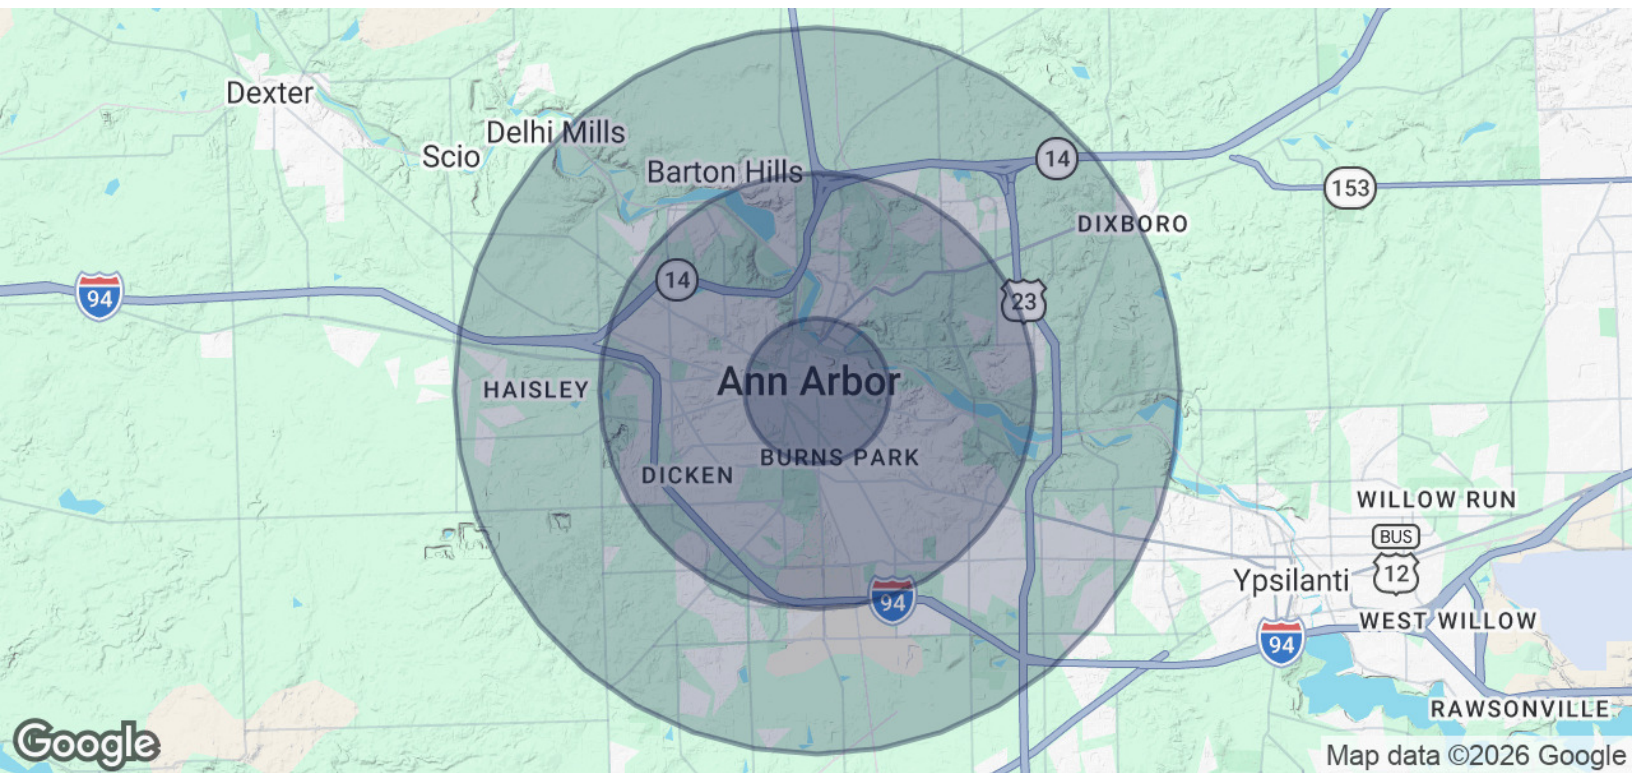 Dexter
Delhi Mills
Scio
Barton Hills
14
153
DIXBORO
94
14
23
Ann Arbor
HAISLEY
BURNS PARK
DICKEN
WILLOW RUN
BUS
12
Ypsilanti
94
WEST WILLOW
94
RAWSONVILLE
Google
Map data ©2026 Google